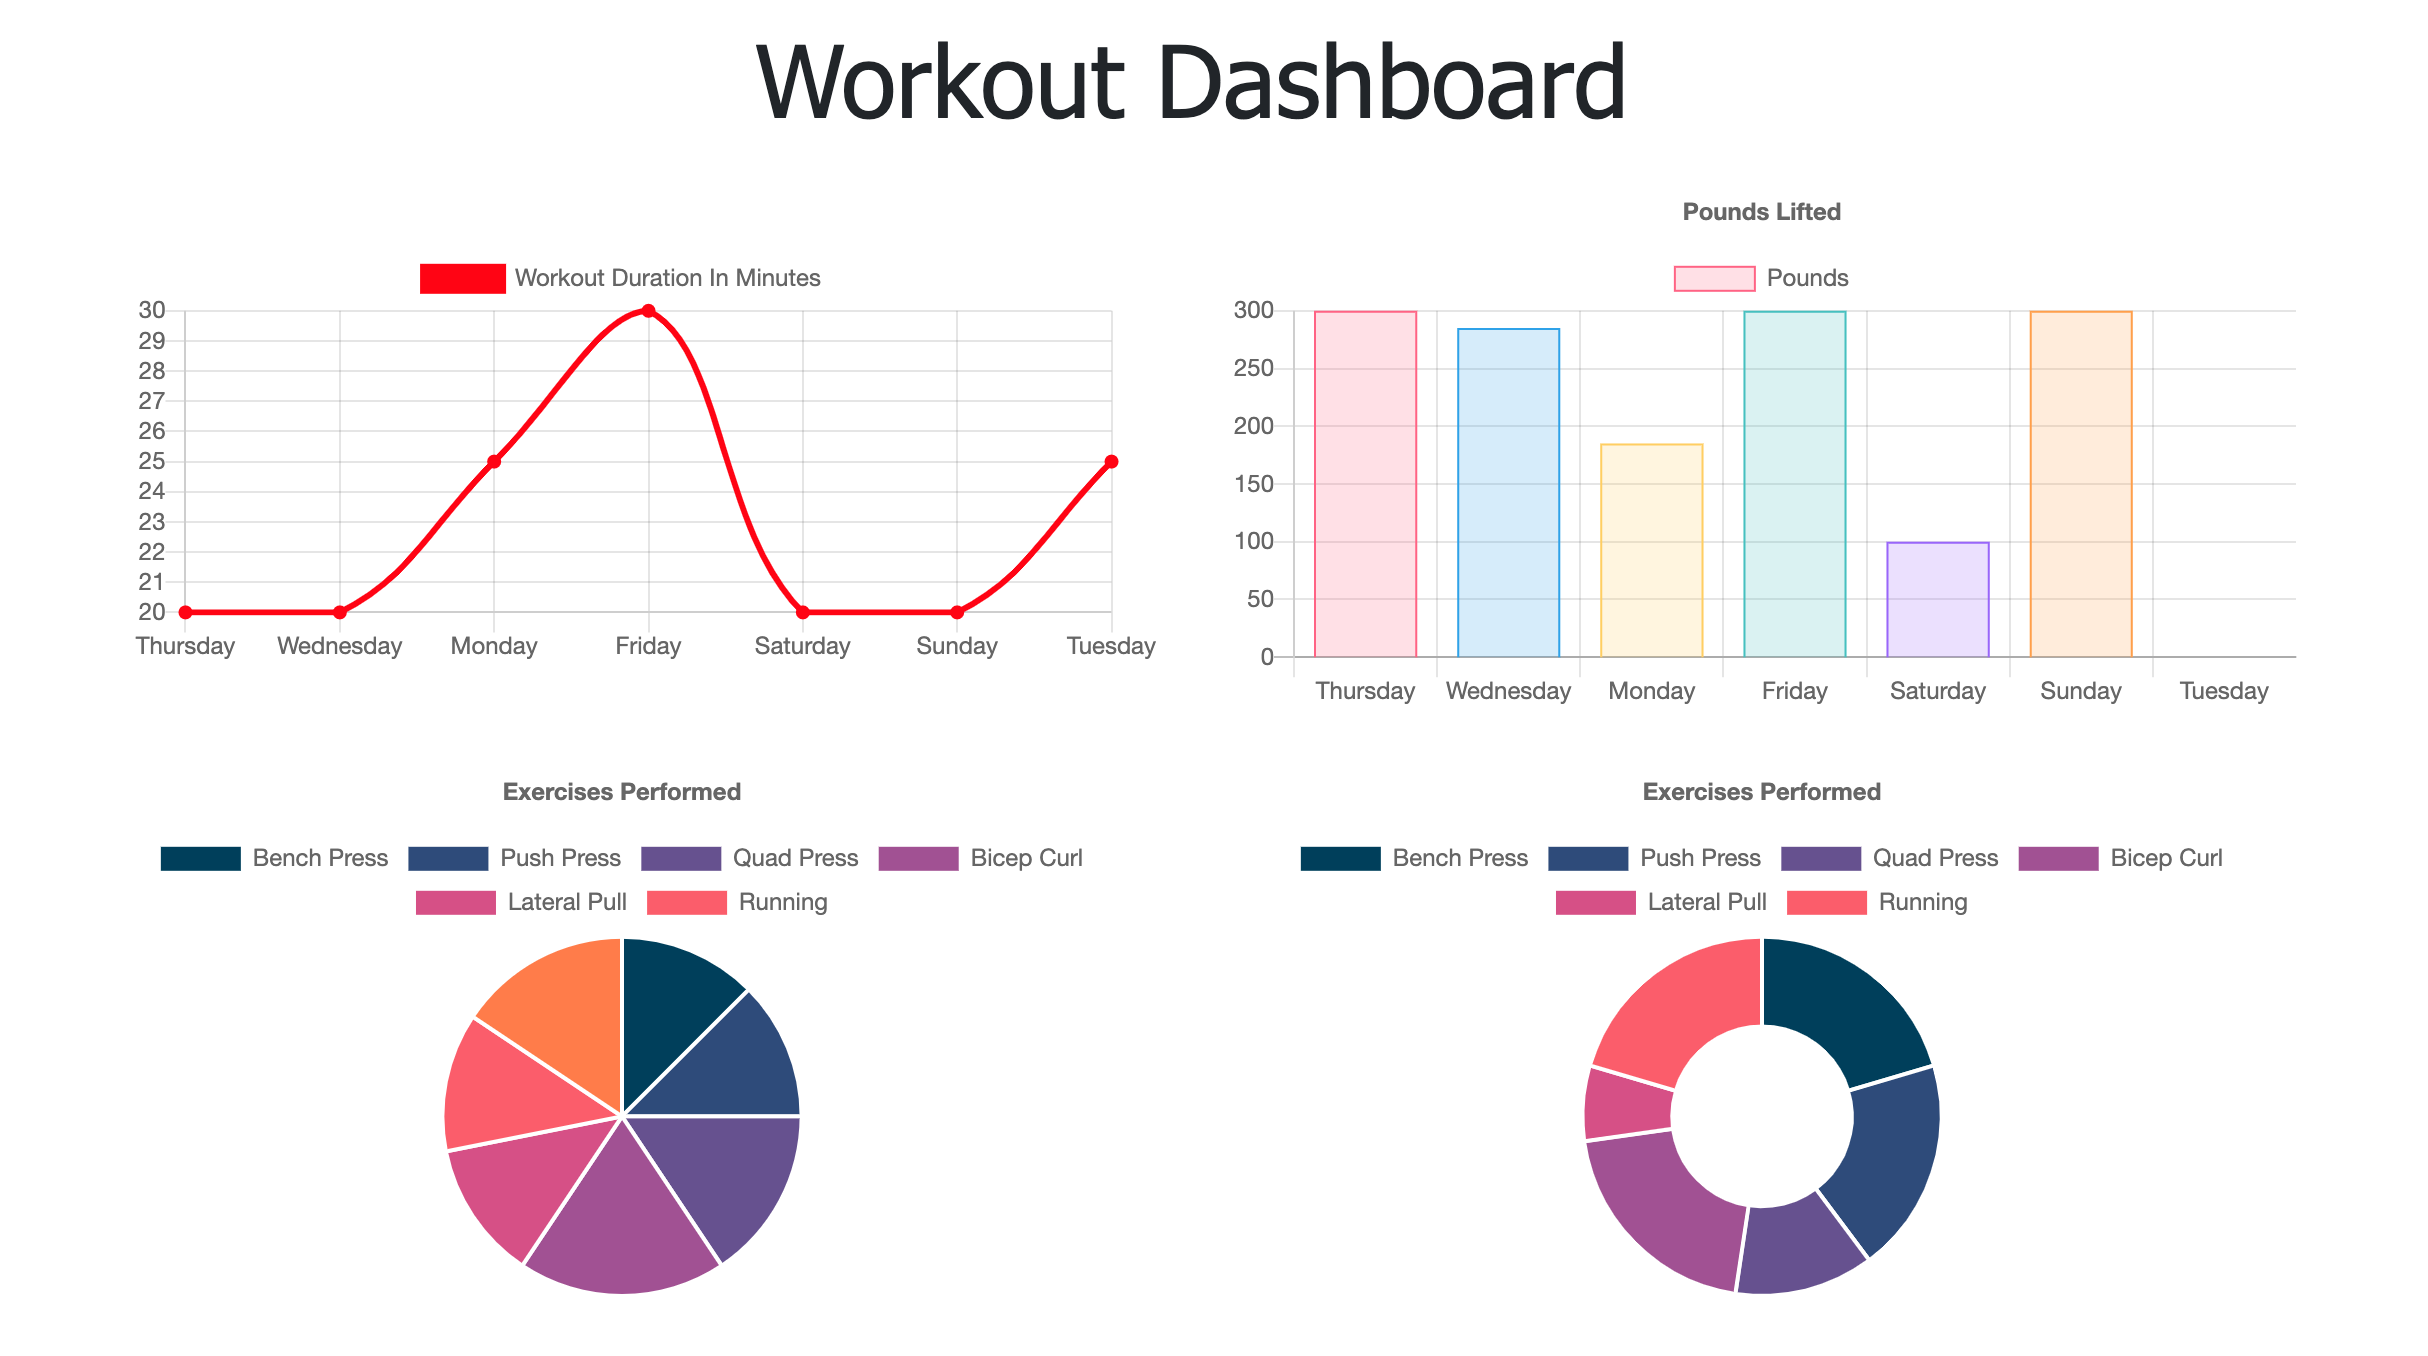 Workout Dashboard
Workout Duration In Minutes
30
29
28
27
26
25
24
23
22
21
20
Thursday Wednesday Monday Friday Saturday Sunday Tuesday
Pounds Lifted
Pounds
300
250
200
150
100
50
0
Thursday Wednesday Monday Friday Saturday Sunday Tuesday
Exercises Performed
Bench Press Push Press Quad Press Bicep Curl
Lateral Pull Running
Exercises Performed
Bench Press Push Press Quad Press Bicep Curl
Lateral Pull Running